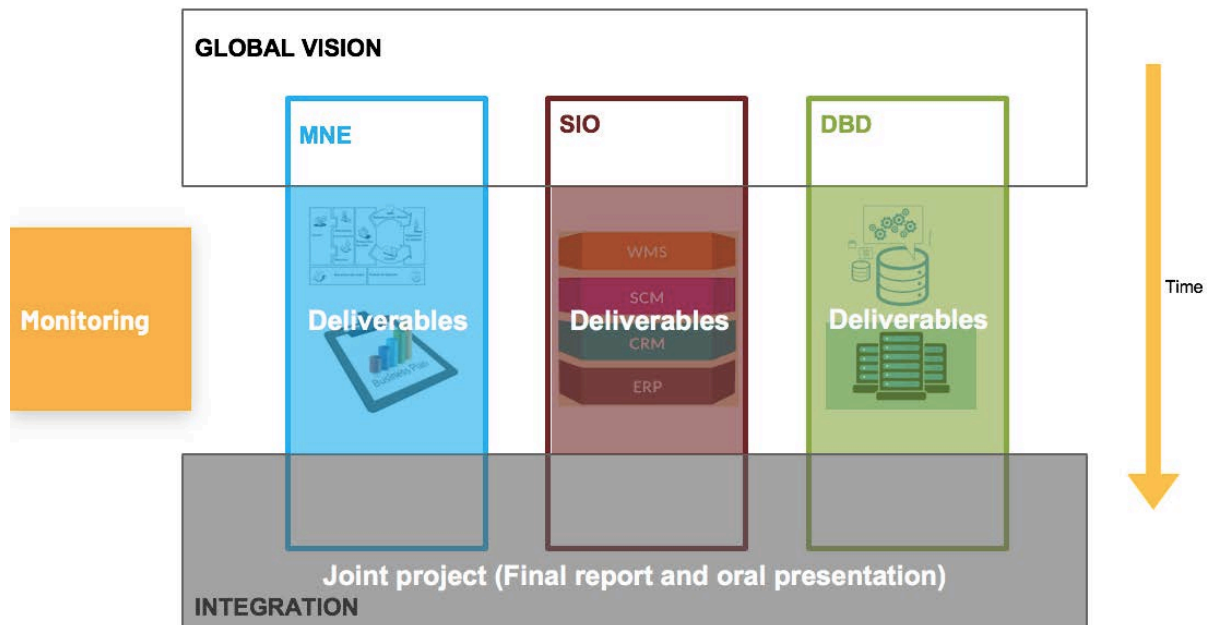 GLOBAL VISION
MNE
SIO
DBD
Monitoring
Time
WMS
SCM
Deliverables
Deliverables
Deliverables
CRM
Business Plan
ERP
Joint project (Final report and oral presentation)
INTEGRATION